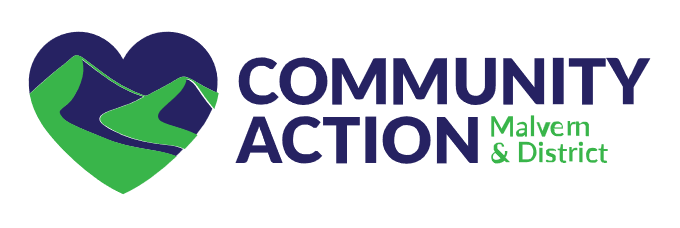 COMMUNITY
ACTION
Malvern
& District